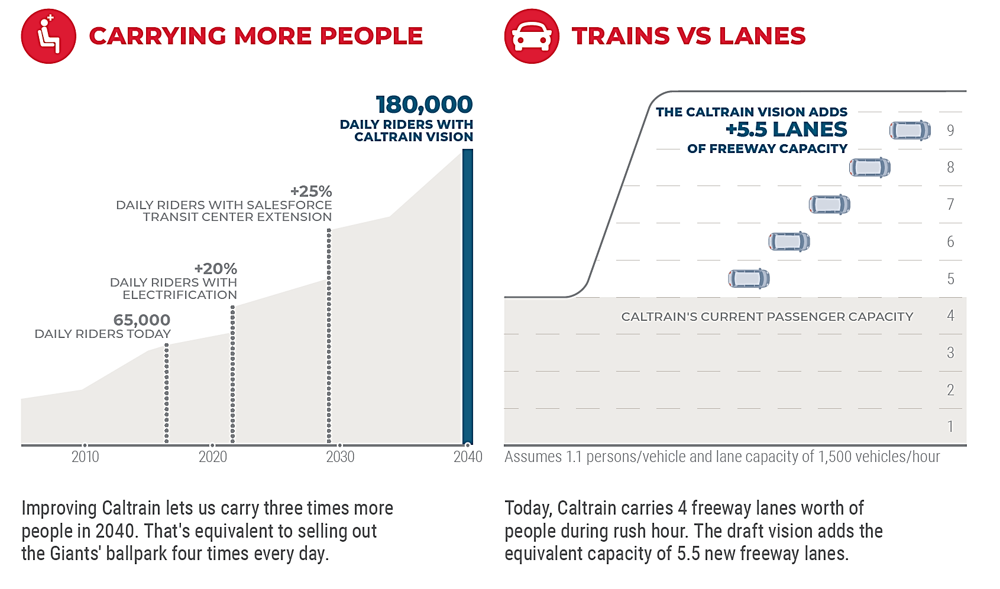 CARRYING MORE PEOPLE
180,000
DAILY RIDERS WITH
CALTRAIN VISION
+25%
DAILY RIDERS WITH SALESFORCE
TRANSIT CENTER EXTENSION
+20%
DAILY RIDERS WITH
ELECTRIFICATION
65,000
DAILY RIDERS TODAY
2010 2020 2030 2040
Improving Caltrain lets us carry three times more
people in 2040. That's equivalent to selling out
the Giants' ballpark four times every day.
TRAINS VS LANES
THE CALTRAIN VISION ADDS
+5.5 LANES
OF FREEWAY CAPACITY
9
8
7
6
5
CALTRAIN'S CURRENT PASSENGER CAPACITY 4
3
2
1
Assumes 1.1 persons/vehicle and lane capacity of 1,500 vehicles/hour
Today, Caltrain carries 4 freeway lanes worth of
people during rush hour. The draft vision adds the
equivalent capacity of 5.5 new freeway lanes.